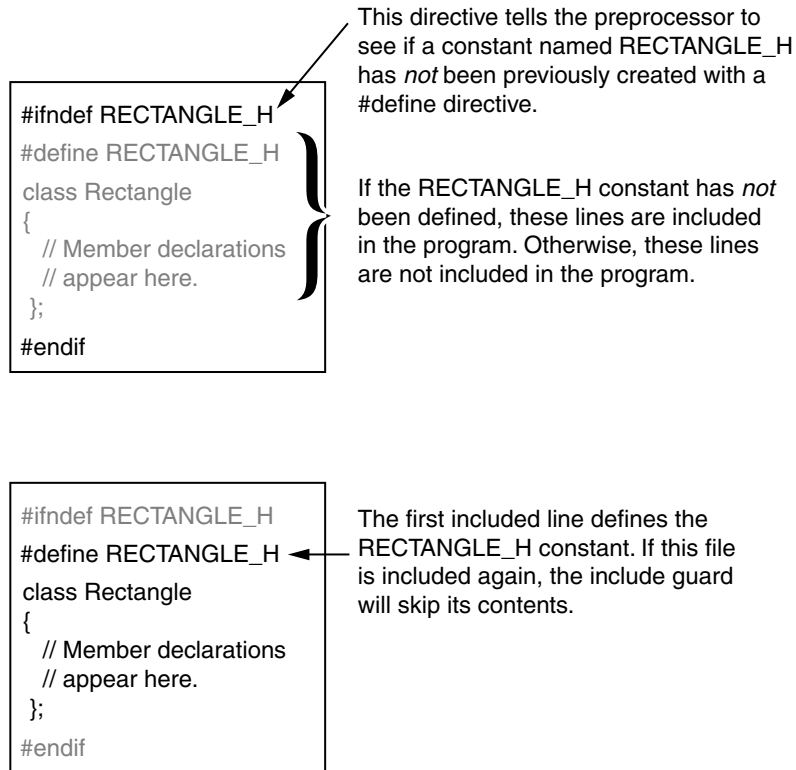 This directive tells the preprocessor to
see if a constant named RECTANGLE_H
has not been previously created with a
#define directive.
#ifndef RECTANGLE_H
#define RECTANGLE_H
class Rectangle
{
// Member declarations
// appear here.
};
#endif
If the RECTANGLE_H constant has not
been defined, these lines are included
in the program. Otherwise, these lines
are not included in the program.
#ifndef RECTANGLE_H
#define RECTANGLE_H
class Rectangle
{
// Member declarations
// appear here.
};
#endif
The first included line defines the
RECTANGLE_H constant. If this file
is included again, the include guard
will skip its contents.